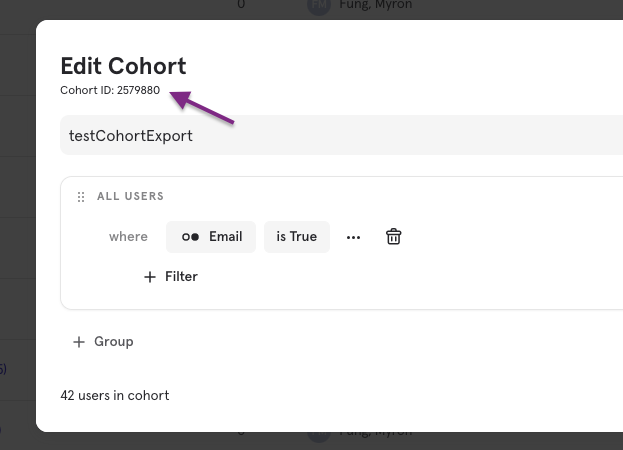 0 FM Fung, Myron
Edit Cohort
Cohort ID: 2579880
testCohortExport
ALL USERS
where Email is True ...
+ Filter
+ Group
5)
42 users in cohort
0 FM Fung, Myron